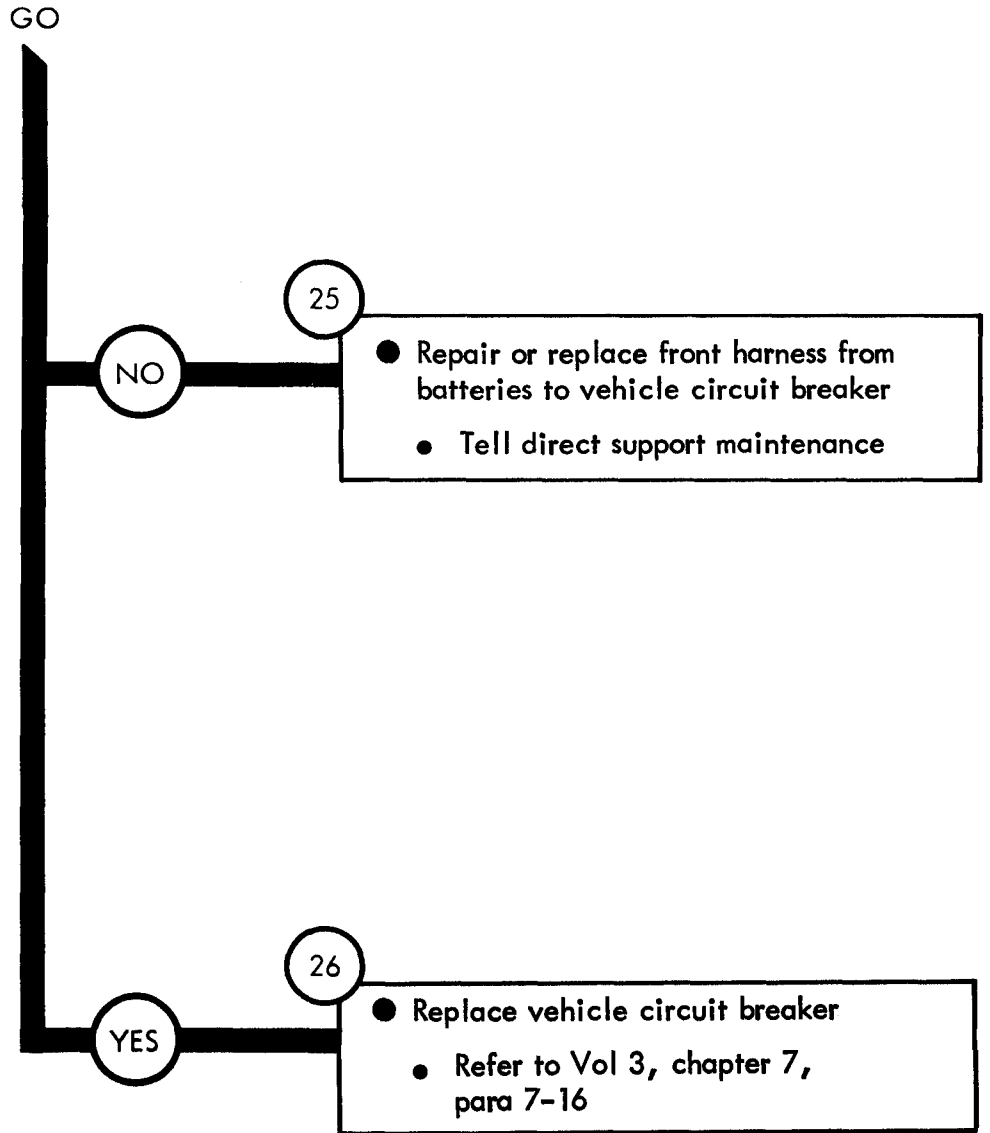 GO
25
NO
● Repair or replace front harness from
batteries to vehicle circuit breaker
● Tell direct support maintenance
26
YES
● Replace vehicle circuit breaker
● Refer to Vol 3, chapter 7,
para 7-16